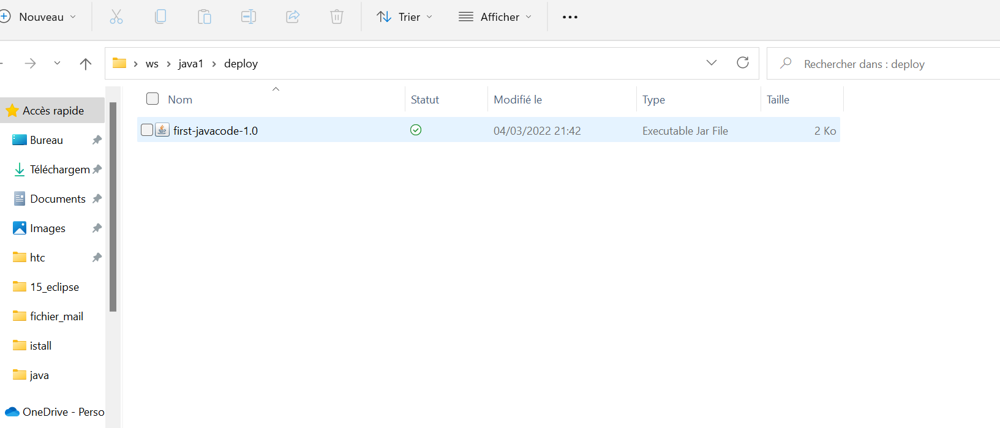 Nouveau
Trier
Afficher
ws > java1 > deploy
Rechercher dans : deploy
Nom
Statut
Modifié le
Type
Taille
first-javacode-1.0
04/03/2022 21:42
Executable Jar File
2 Ko
Accès rapide
Bureau
Téléchargem
Documents
Images
htc
15_eclipse
fichier_mail
istall
java
OneDrive - Perso